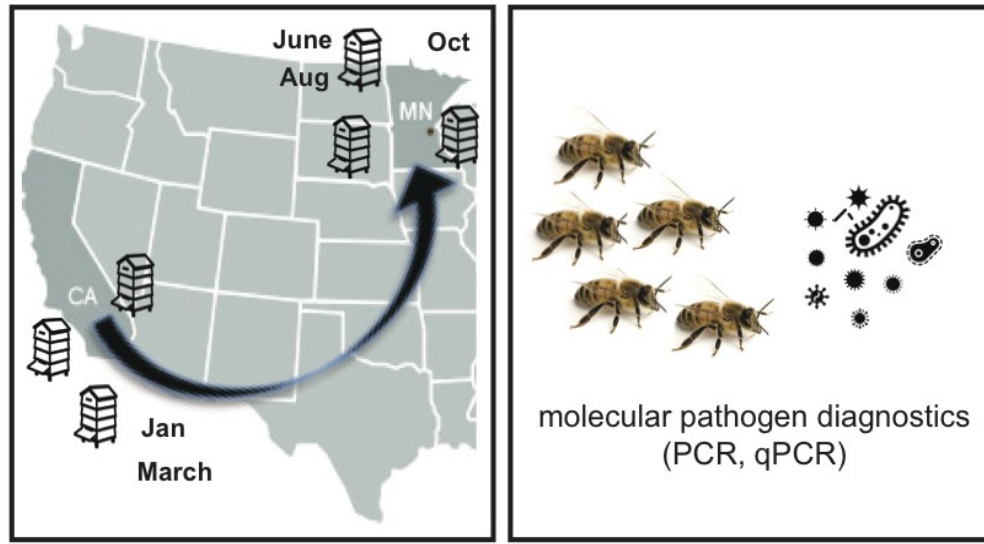 June
Oct
Aug
MN
CA
Jan
March
molecular pathogen diagnostics
(PCR, qPCR)